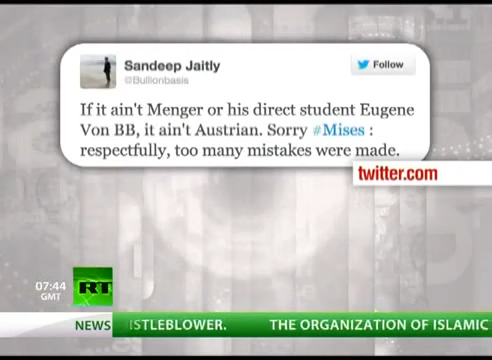 Sandeep Jaitly
@Bullionbasis
Follow
If it ain't Menger or his direct student Eugene
Von BB, it ain't Austrian. Sorry #Mises :
respectfully, too many mistakes were made.
twitter.com
07:44
GMT
RT
NEWS
ISTLEBLOWER. THE ORGANIZATION OF ISLAMIC